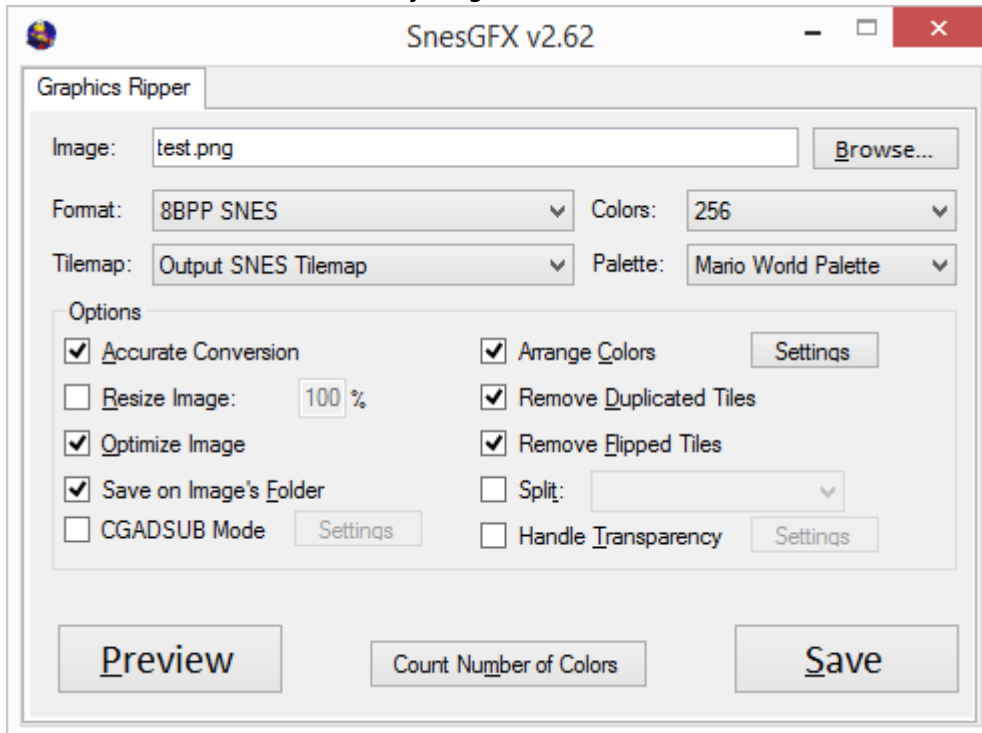 SnesGFX v2.62
Graphics Ripper
Image: test.png Browse...
Format: 8BPP SNES Colors: 256
Tilemap: Output SNES Tilemap Palette: Mario World Palette
Options
Accurate Conversion Arrange Colors Settings
Resize Image: 100 % Remove Duplicated Tiles
Optimize Image Remove Flipped Tiles
Save on Image's Folder Split:
CGADSUB Mode Settings Handle Transparency Settings
Preview Count Number of Colors Save